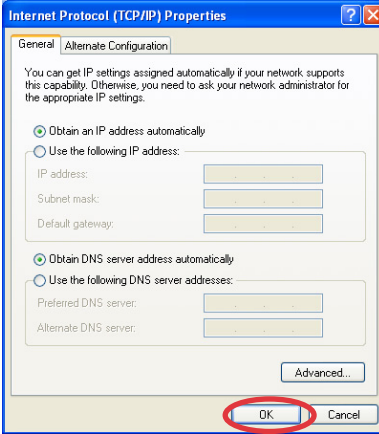 Internet Protocol (TCP/IP) Properties
General
Alternate Configuration
You can get IP settings assigned automatically if your network supports
this capability. Otherwise, you need to ask your network administrator for
the appropriate IP settings.
Obtain an IP address automatically
Use the following IP address:
IP address:
Subnet mask:
Default gateway:
Obtain DNS server address automatically
Use the following DNS server addresses:
Preferred DNS server:
Alternate DNS server:
Advanced...
OK
Cancel